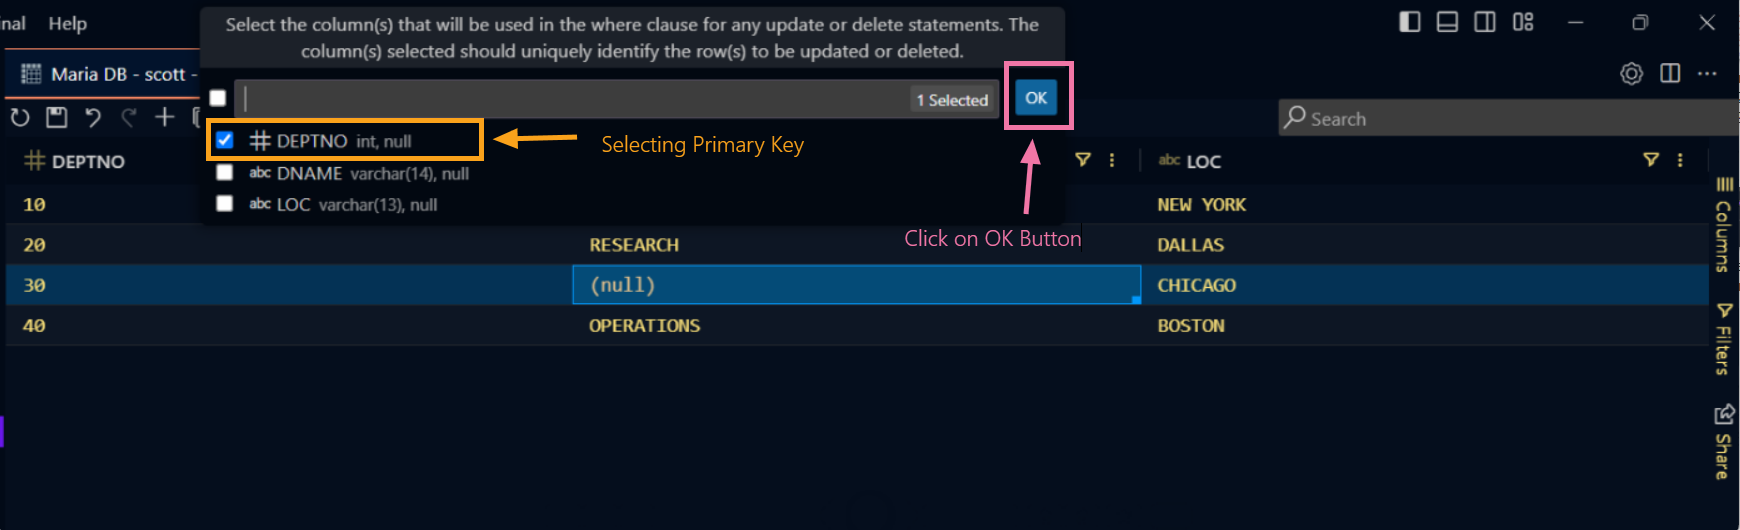 nal Help
Select the column(s) that will be used in the where clause for any update or delete statements. The
column(s) selected should uniquely identify the row(s) to be updated or deleted.
Maria DB - scott -
1 Selected
OK
Search
DEPTNO int, null
Selecting Primary Key
DEPTNO
abc LOC
abc DNAME varchar(14), null
abc LOC varchar(13), null
10
NEW YORK
Click on OK Button
20 RESEARCH DALLAS
30 (null) CHICAGO
40 OPERATIONS BOSTON
Columns
Filters
Share